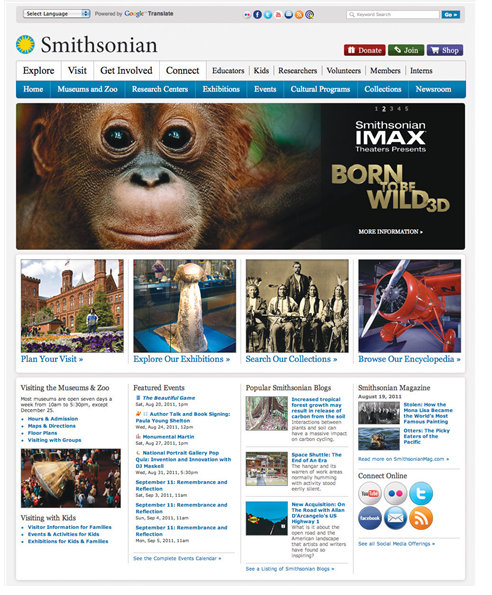 Select Language
Powered by Google Translate
Keyword Search
Go »
Smithsonian
Donate
Join
Shop
Explore Visit Get Involved Connect Educators Kids Researchers Volunteers Members Interns
Home Museums and Zoo Research Centers Exhibitions Events Cultural Programs Collections Newsroom
1 2 3 4 5
Smithsonian
IMAX
Theaters Presents
BORN
TO BE
WILD3D
MORE INFORMATION »
Plan Your Visit »
Explore Our Exhibitions »
Search Our Collections »
Browse Our Encyclopedia »
Visiting the Museums & Zoo
Most museums are open seven days a
week from 10am to 5:30pm, except
December 25.
Hours & Admission
Maps & Directions
Floor Plans
Visiting with Groups
Visiting with Kids
Visitor Information for Families
Events & Activities for Kids
Exhibitions for Kids & Families
Featured Events
The Beautiful Game
Sat, Aug 20, 2011, 1pm
Author Talk and Book Signing:
Paula Young Shelton
Wed, Aug 24, 2011, 12pm
Monumental Martin
Sat, Aug 27, 2011, 1pm
National Portrait Gallery Pop
Quiz: Invention and Innovation with
DJ Maskell
Wed, Aug 31, 2011, 5:30pm
September 11: Remembrance and
Reflection
Sat, Sep 3, 2011, 11am
September 11: Remembrance and
Reflection
Sun, Sep 4, 2011, 11am
September 11: Remembrance and
Reflection
Mon, Sep 5, 2011, 11am
See the Complete Events Calendar »
Popular Smithsonian Blogs
Increased tropical
forest growth may
result in release of
carbon from the
soil
Interactions between
plants and soil can
have a massive impact
on carbon cycling.
Space Shuttle: The
End of An Era
The hangar and its
warren of work areas
normally humming
with activity stood
eerily silent.
New Acquisition: On
The Road with Allan
D'Arcangelo's US
Highway 1
What is it about the
open road and the
American landscape
that artists and writers
have found so
inspiring?
See a Listing of Smithsonian Blogs »
Smithsonian Magazine
August 19, 2011
Stolen: How the
Mona Lisa Became
the World's Most
Famous Painting
Otters: The Picky
Eaters of the
Pacific
Read more on SmithsonianMag.com »
Connect Online
YouTube
facebook
See all Social Media Offerings »